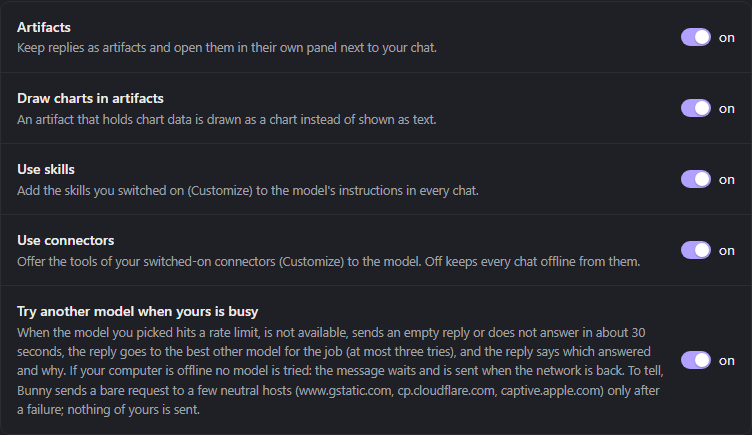 Artifacts
Keep replies as artifacts and open them in their own panel next to your chat.
on
Draw charts in artifacts
An artifact that holds chart data is drawn as a chart instead of shown as text.
on
Use skills
Add the skills you switched on (Customize) to the model's instructions in every chat.
on
Use connectors
Offer the tools of your switched-on connectors (Customize) to the model. Off keeps every chat offline from them.
on
Try another model when yours is busy
When the model you picked hits a rate limit, is not available, sends an empty reply or does not answer in about 30
seconds, the reply goes to the best other model for the job (at most three tries), and the reply says which answered
and why. If your computer is offline no model is tried: the message waits and is sent when the network is back. To tell,
Bunny sends a bare request to a few neutral hosts (www.gstatic.com, cp.cloudflare.com, captive.apple.com) only after
a failure; nothing of yours is sent.
on